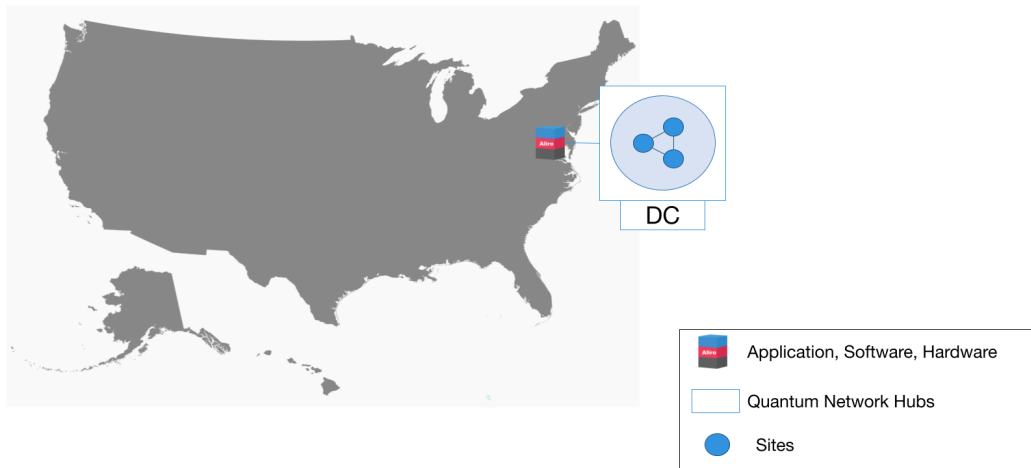 Aliro
DC
Aliro
Application, Software, Hardware
Quantum Network Hubs
Sites